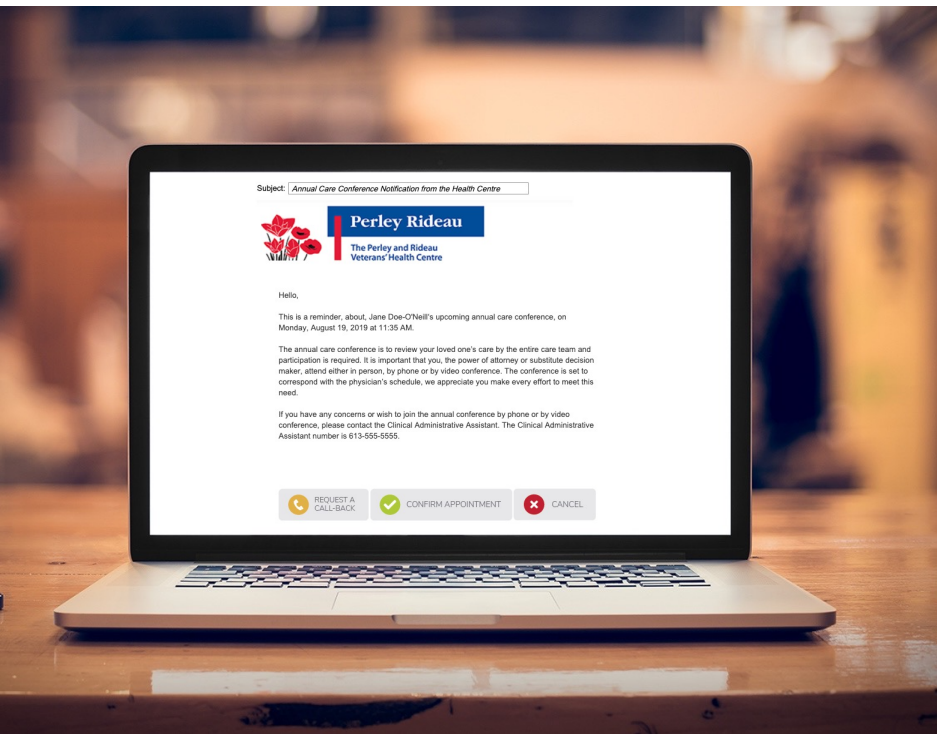 Subject: Annual Care Conference Notification from the Health Centre
Perley Rideau
The Perley and Rideau
Veterans' Health Centre
Hello,
This is a reminder, about, Jane Doe-O'Neill's upcoming annual care conference, on
Monday, August 19, 2019 at 11:35 AM.
The annual care conference is to review your loved one's care by the entire care team and
participation is required. It is important that you, the power of attorney or substitute decision
maker, attend either in person, by phone or by video conference. The conference is set to
correspond with the physician's schedule, we appreciate you make every effort to meet this
need.
If you have any concerns or wish to join the annual conference by phone or by video
conference, please contact the Clinical Administrative Assistant. The Clinical Administrative
Assistant number is 613-555-5555.
REQUEST A
CALL-BACK
CONFIRM APPOINTMENT
CANCEL